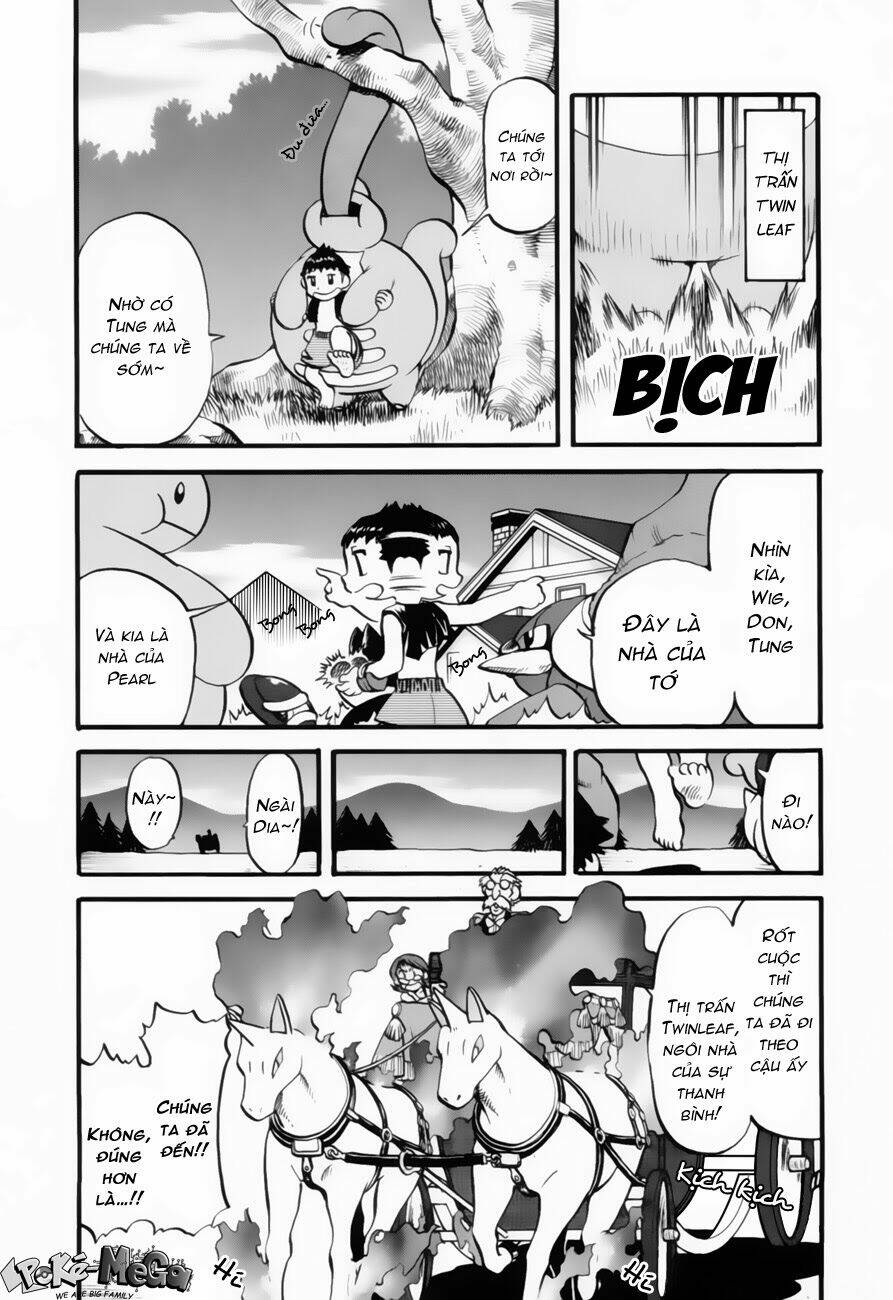 THỊ
TRẤN
TWIN
LEAF
BỊCH
CHÚNG
TA TỚI
NƠI RỒI~
Đu đưa...
NHỜ CÓ
TUNG MÀ
CHÚNG TA VỀ
SỚM~
NHÌN
KÌA,
WIG,
DON,
TUNG
ĐÂY LÀ
NHÀ CỦA
TỚ
Bong
Bong
Bong
VÀ KIA LÀ
NHÀ CỦA
PEARL
ĐI
NÀO!
NGÀI
DIA~!
NÀY~
!!
RỐT
CUỘC
THÌ
CHÚNG
TA ĐÃ ĐI
THEO
CẬU ẤY
THỊ TRẤN
TWINLEAF,
NGÔI NHÀ
CỦA SỰ
THANH
BÌNH!
CHÚNG
TA ĐÃ
ĐẾN!!
KHÔNG,
ĐÚNG
HƠN
LÀ...!!
Kịch Kịch
Hí
Hí
Poké-Mega
WE ARE BIG FAMILY